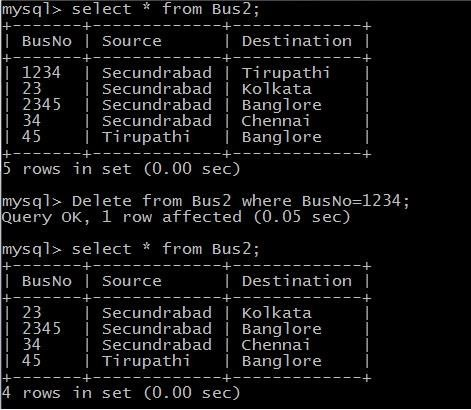 mysql> select * from Bus2;
+-------+-------------+-------------+
| BusNo | Source      | Destination |
+-------+-------------+-------------+
| 1234  | Secundrabad | Tirupathi   |
| 23    | Secundrabad | Kolkata     |
| 2345  | Secundrabad | Banglore    |
| 34    | Secundrabad | Chennai     |
| 45    | Tirupathi   | Banglore    |
+-------+-------------+-------------+
5 rows in set (0.00 sec)
mysql> Delete from Bus2 where BusNo=1234;
Query OK, 1 row affected (0.05 sec)
mysql> select * from Bus2;
+-------+-------------+-------------+
| BusNo | Source      | Destination |
+-------+-------------+-------------+
| 23    | Secundrabad | Kolkata     |
| 2345  | Secundrabad | Banglore    |
| 34    | Secundrabad | Chennai     |
| 45    | Tirupathi   | Banglore    |
+-------+-------------+-------------+
4 rows in set (0.00 sec)